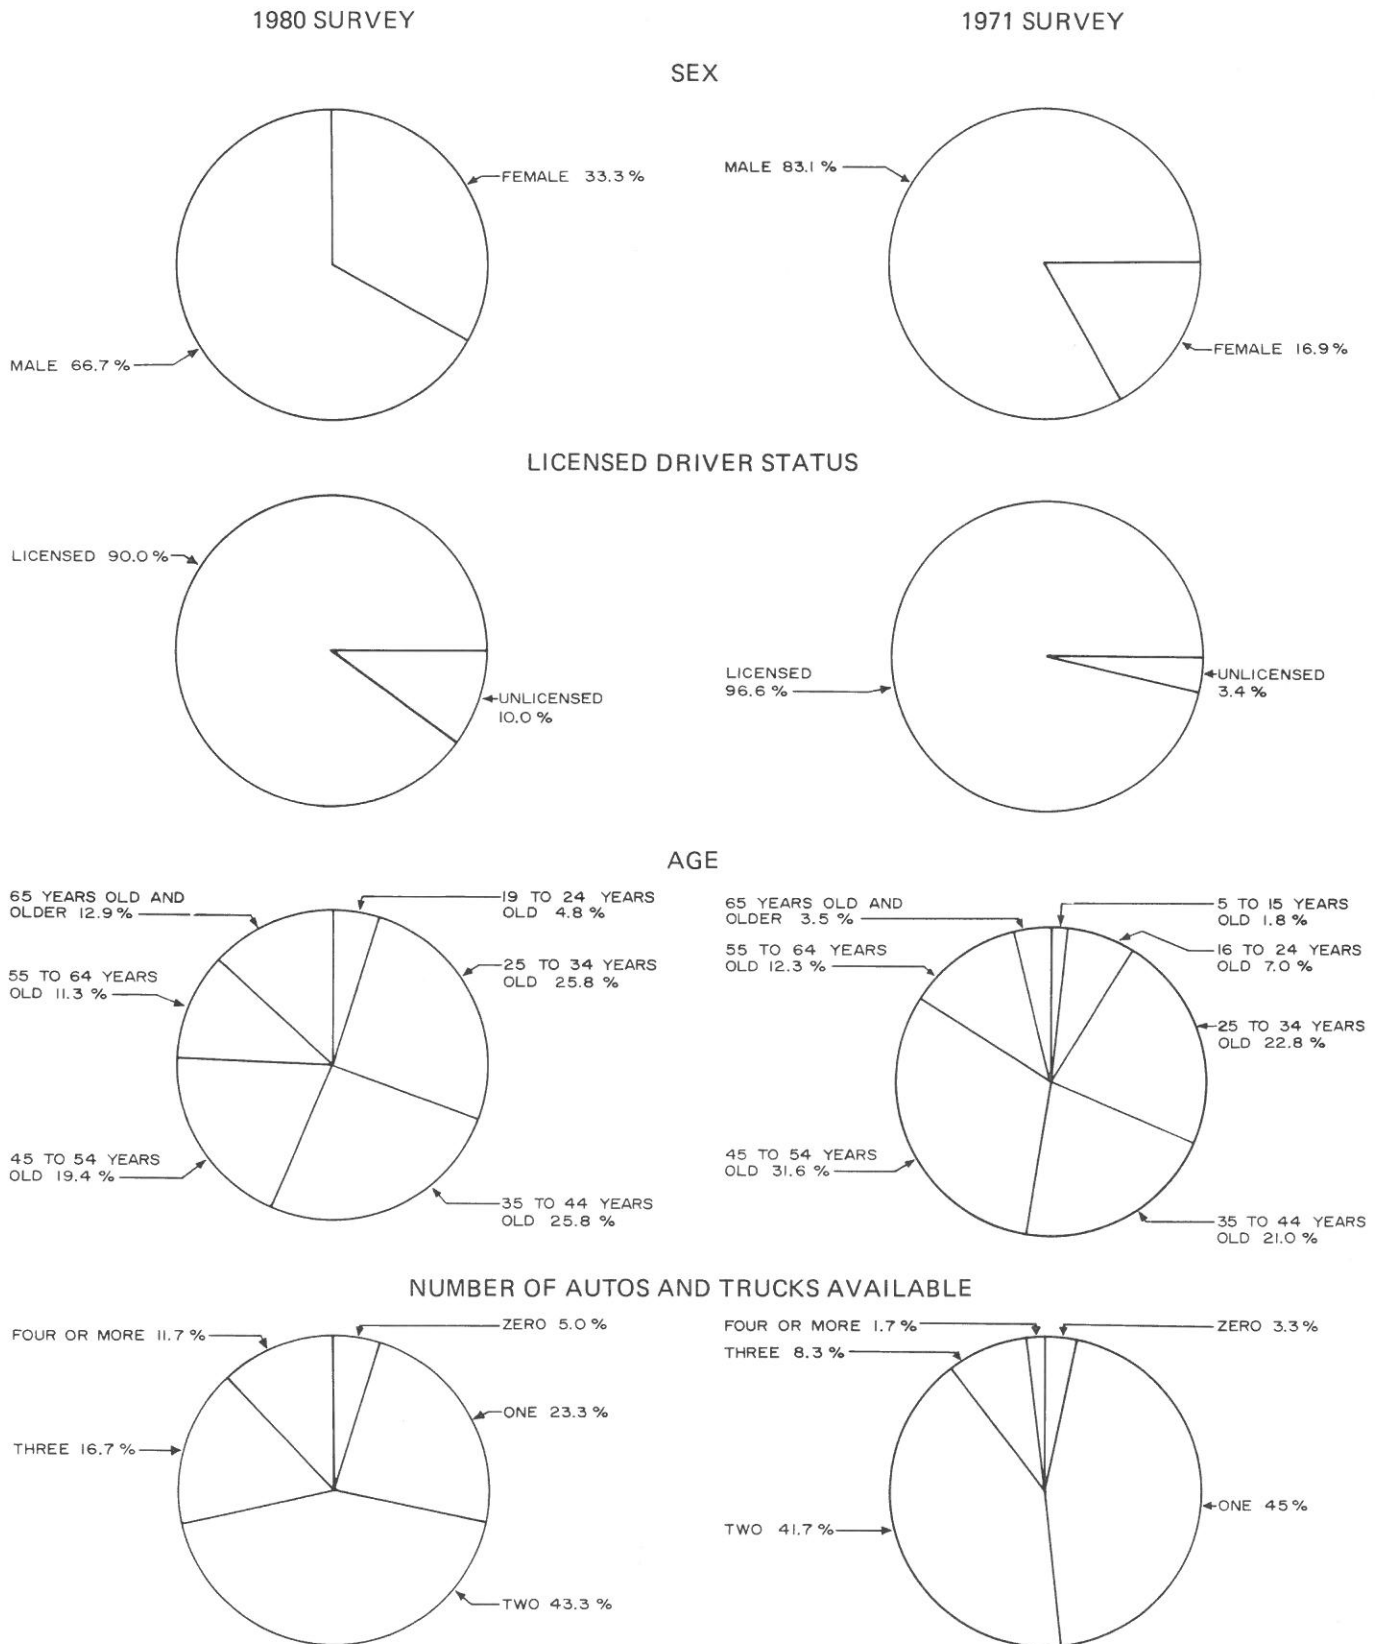 1980 SURVEY
1971 SURVEY
SEX
FEMALE 33.3 %
MALE 66.7 %
MALE 83.1 %
FEMALE 16.9 %
LICENSED DRIVER STATUS
LICENSED 90.0 %
UNLICENSED
10.0 %
LICENSED
96.6 %
UNLICENSED
3.4 %
AGE
65 YEARS OLD AND
OLDER 12.9 %
19 TO 24 YEARS
OLD 4.8 %
55 TO 64 YEARS
OLD 11.3 %
25 TO 34 YEARS
OLD 25.8 %
45 TO 54 YEARS
OLD 19.4 %
35 TO 44 YEARS
OLD 25.8 %
65 YEARS OLD AND
OLDER 3.5 %
5 TO 15 YEARS
OLD 1.8 %
55 TO 64 YEARS
OLD 12.3 %
16 TO 24 YEARS
OLD 7.0 %
25 TO 34 YEARS
OLD 22.8 %
45 TO 54 YEARS
OLD 31.6 %
35 TO 44 YEARS
OLD 21.0 %
NUMBER OF AUTOS AND TRUCKS AVAILABLE
FOUR OR MORE 11.7 %
ZERO 5.0 %
ONE 23.3 %
THREE 16.7 %
TWO 43.3 %
FOUR OR MORE 1.7 %
ZERO 3.3 %
THREE 8.3 %
ONE 45 %
TWO 41.7 %